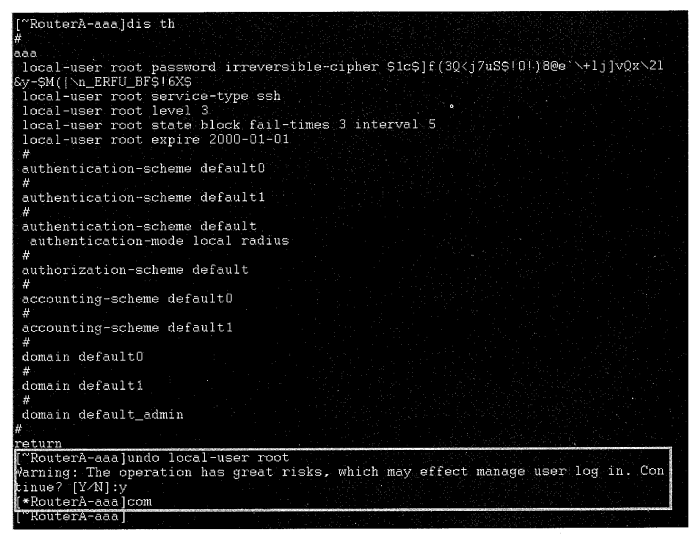 [~RouterA-aaa]dis th
#
aaa
local-user root password irreversible-cipher $1c$]f(3Q<j7uS$!0!)8@e`\+lj]vQx\2l
&y-$M(|\n_ERFU_BF$!6X$
local-user root service-type ssh
local-user root level 3
local-user root state block fail-times 3 interval 5
local-user root expire 2000-01-01
#
authentication-scheme default0
#
authentication-scheme default1
#
authentication-scheme default
authentication-mode local radius
#
authorization-scheme default
#
accounting-scheme default0
#
accounting-scheme default1
#
domain default0
#
domain default1
#
domain default_admin
#
return
[~RouterA-aaa]undo local-user root
Warning: The operation has great risks, which may effect manage user log in. Con
tinue? [Y/N]:y
[*RouterA-aaa]com
[~RouterA-aaa]